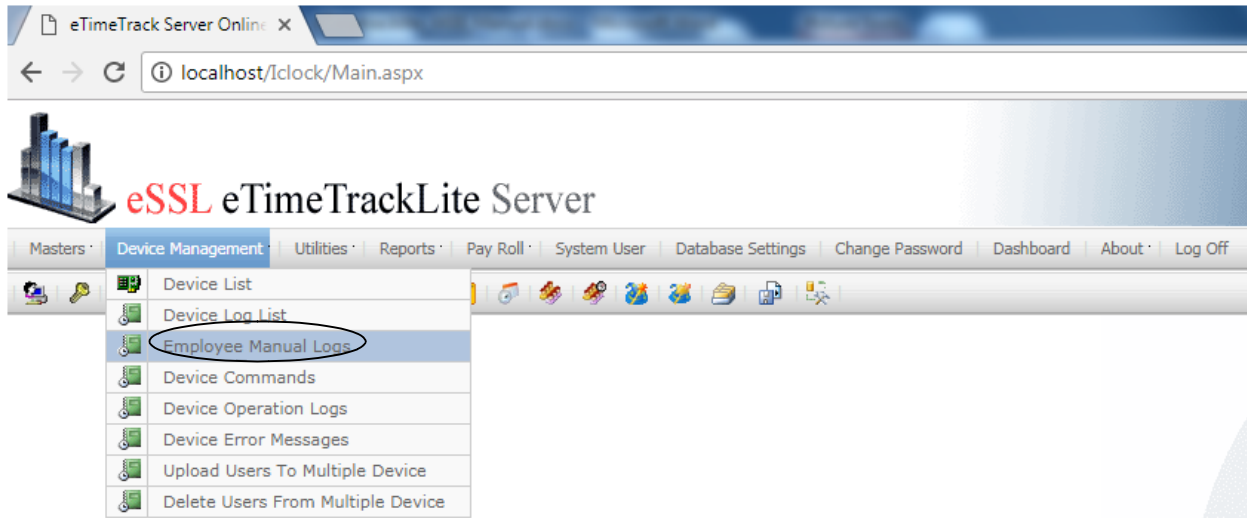 eTimeTrack Server Online
localhost/Iclock/Main.aspx
eSSL eTimeTrackLite Server
Masters Device Management Utilities Reports Pay Roll System User Database Settings Change Password Dashboard About Log Off
Device List
Device Log List
Employee Manual Logs
Device Commands
Device Operation Logs
Device Error Messages
Upload Users To Multiple Device
Delete Users From Multiple Device